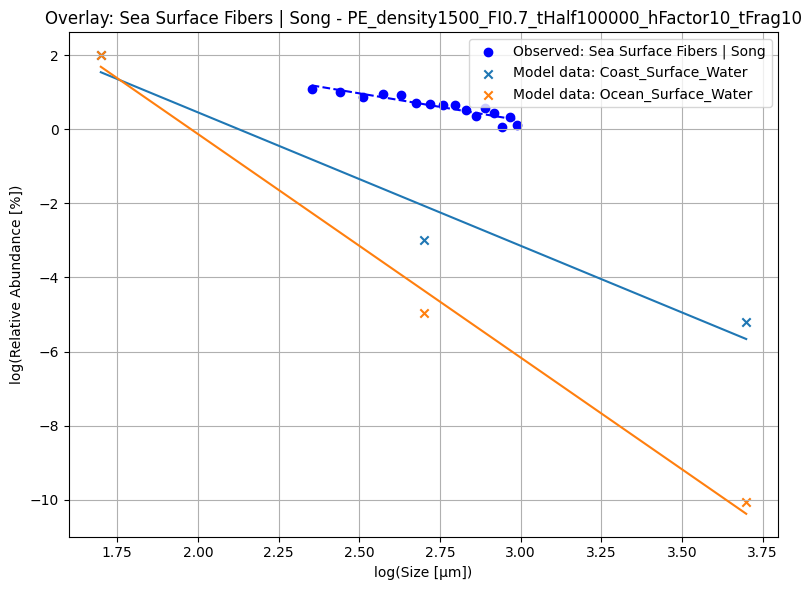 Overlay: Sea Surface Fibers | Song - PE_density1500_FI0.7_tHalf100000_hFactor10_tFrag10
Observed: Sea Surface Fibers | Song
Model data: Coast_Surface_Water
Model data: Ocean_Surface_Water
log(Relative Abundance [%])
2
0
−2
−4
−6
−8
−10
1.75
2.00
2.25
2.50
2.75
3.00
3.25
3.50
3.75
log(Size [μm])